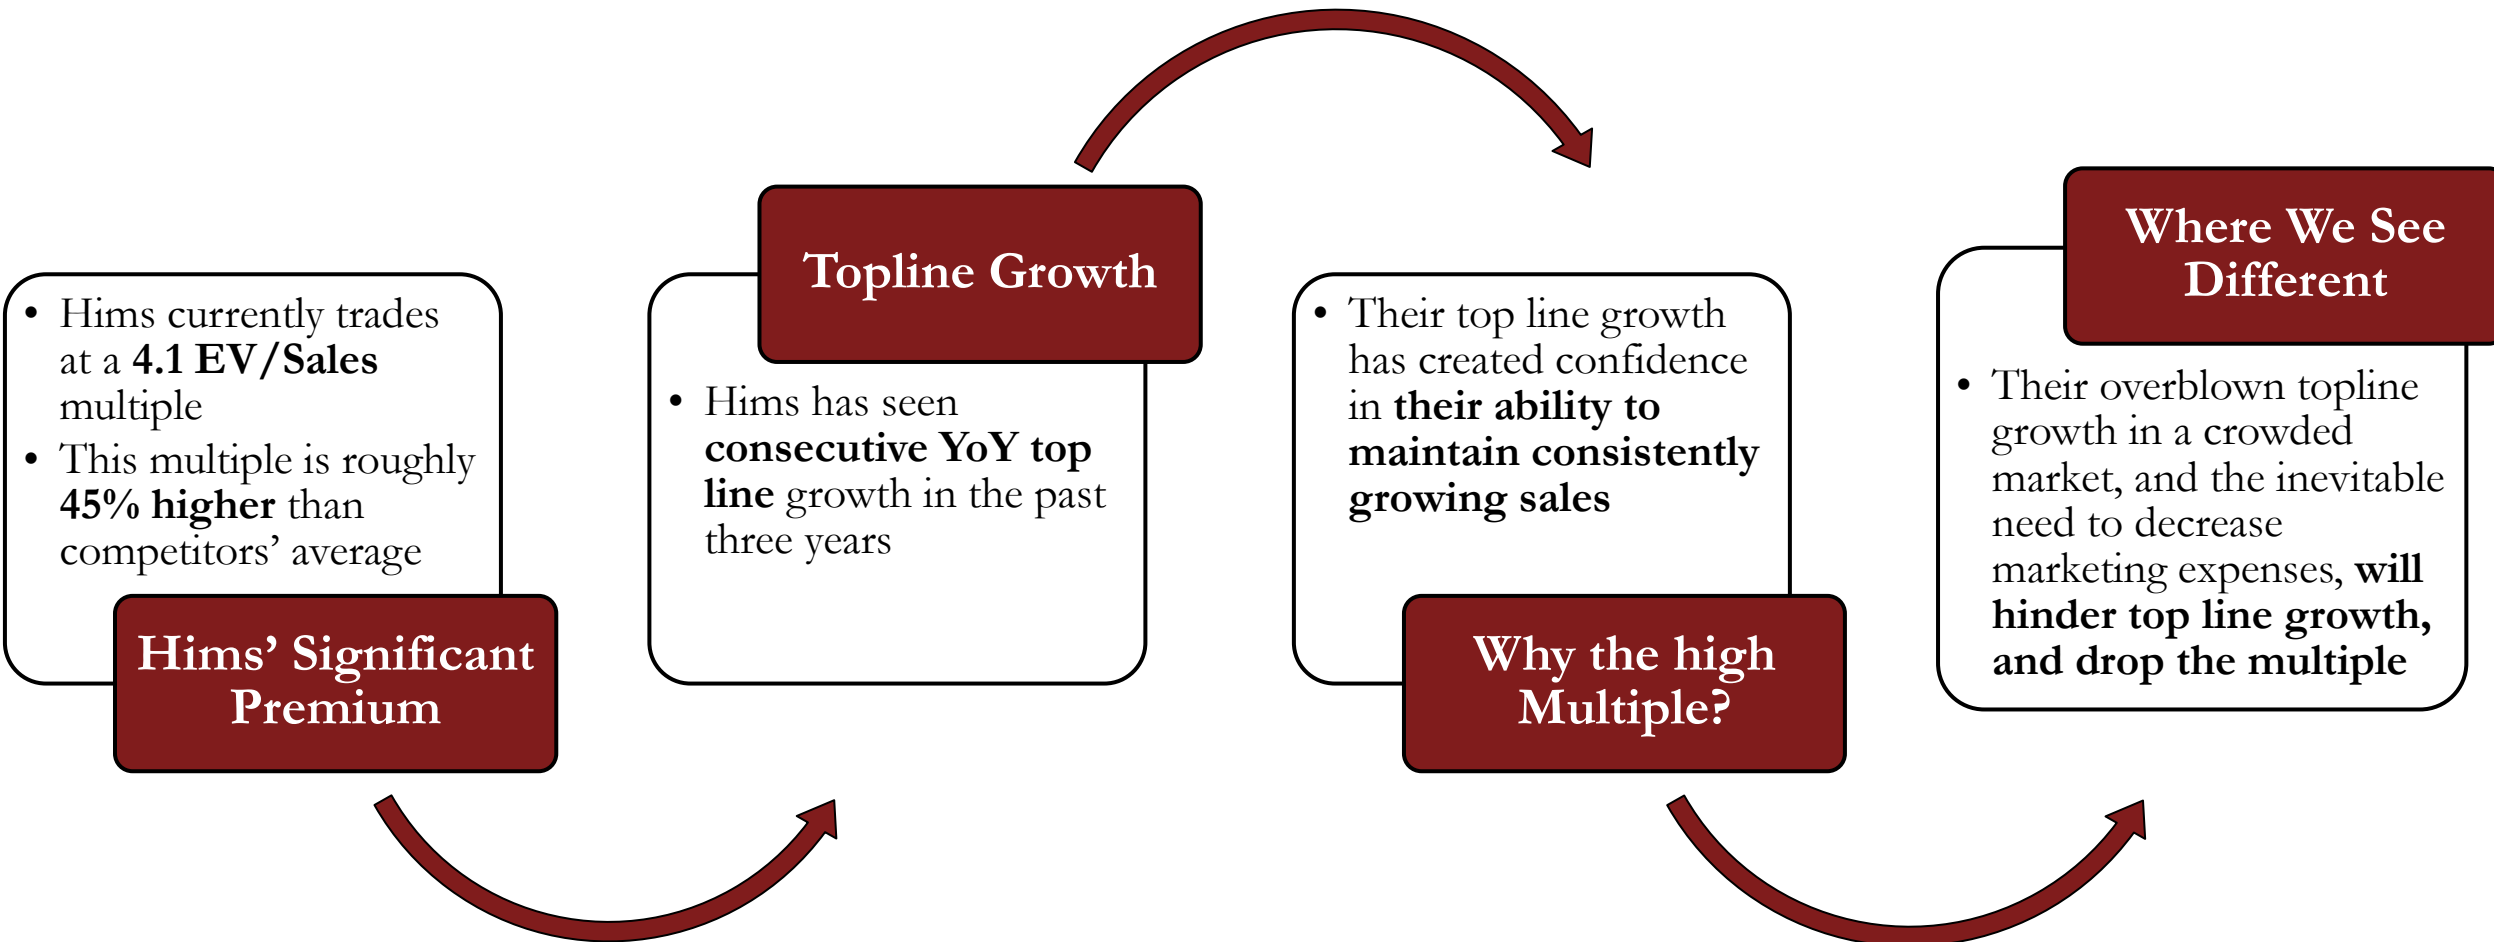 • Hims currently trades
at a 4.1 EV/Sales
multiple
• This multiple is roughly
45% higher than
competitors’ average
Hims’ Significant
Premium
Topline Growth
• Hims has seen
consecutive YoY top
line growth in the past
three years
• Their top line growth
has created confidence
in their ability to
maintain consistently
growing sales
Why the high
Multiple?
Where We See
Different
• Their overblown topline
growth in a crowded
market, and the inevitable
need to decrease
marketing expenses, will
hinder top line growth,
and drop the multiple